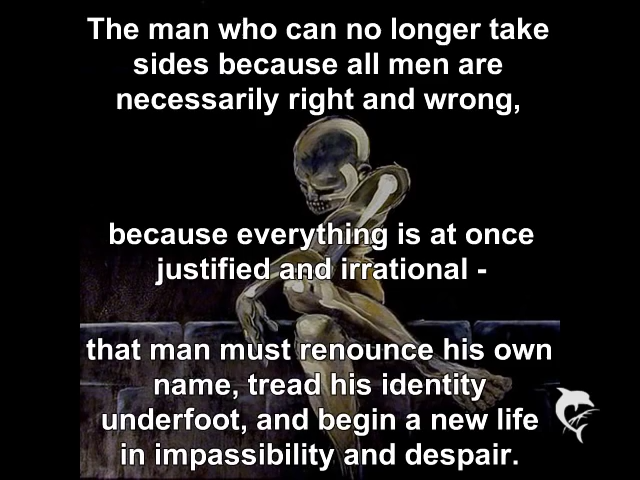 The man who can no longer take
sides because all men are
necessarily right and wrong,
because everything is at once
justified and irrational -
that man must renounce his own
name, tread his identity
underfoot, and begin a new life
in impassibility and despair.